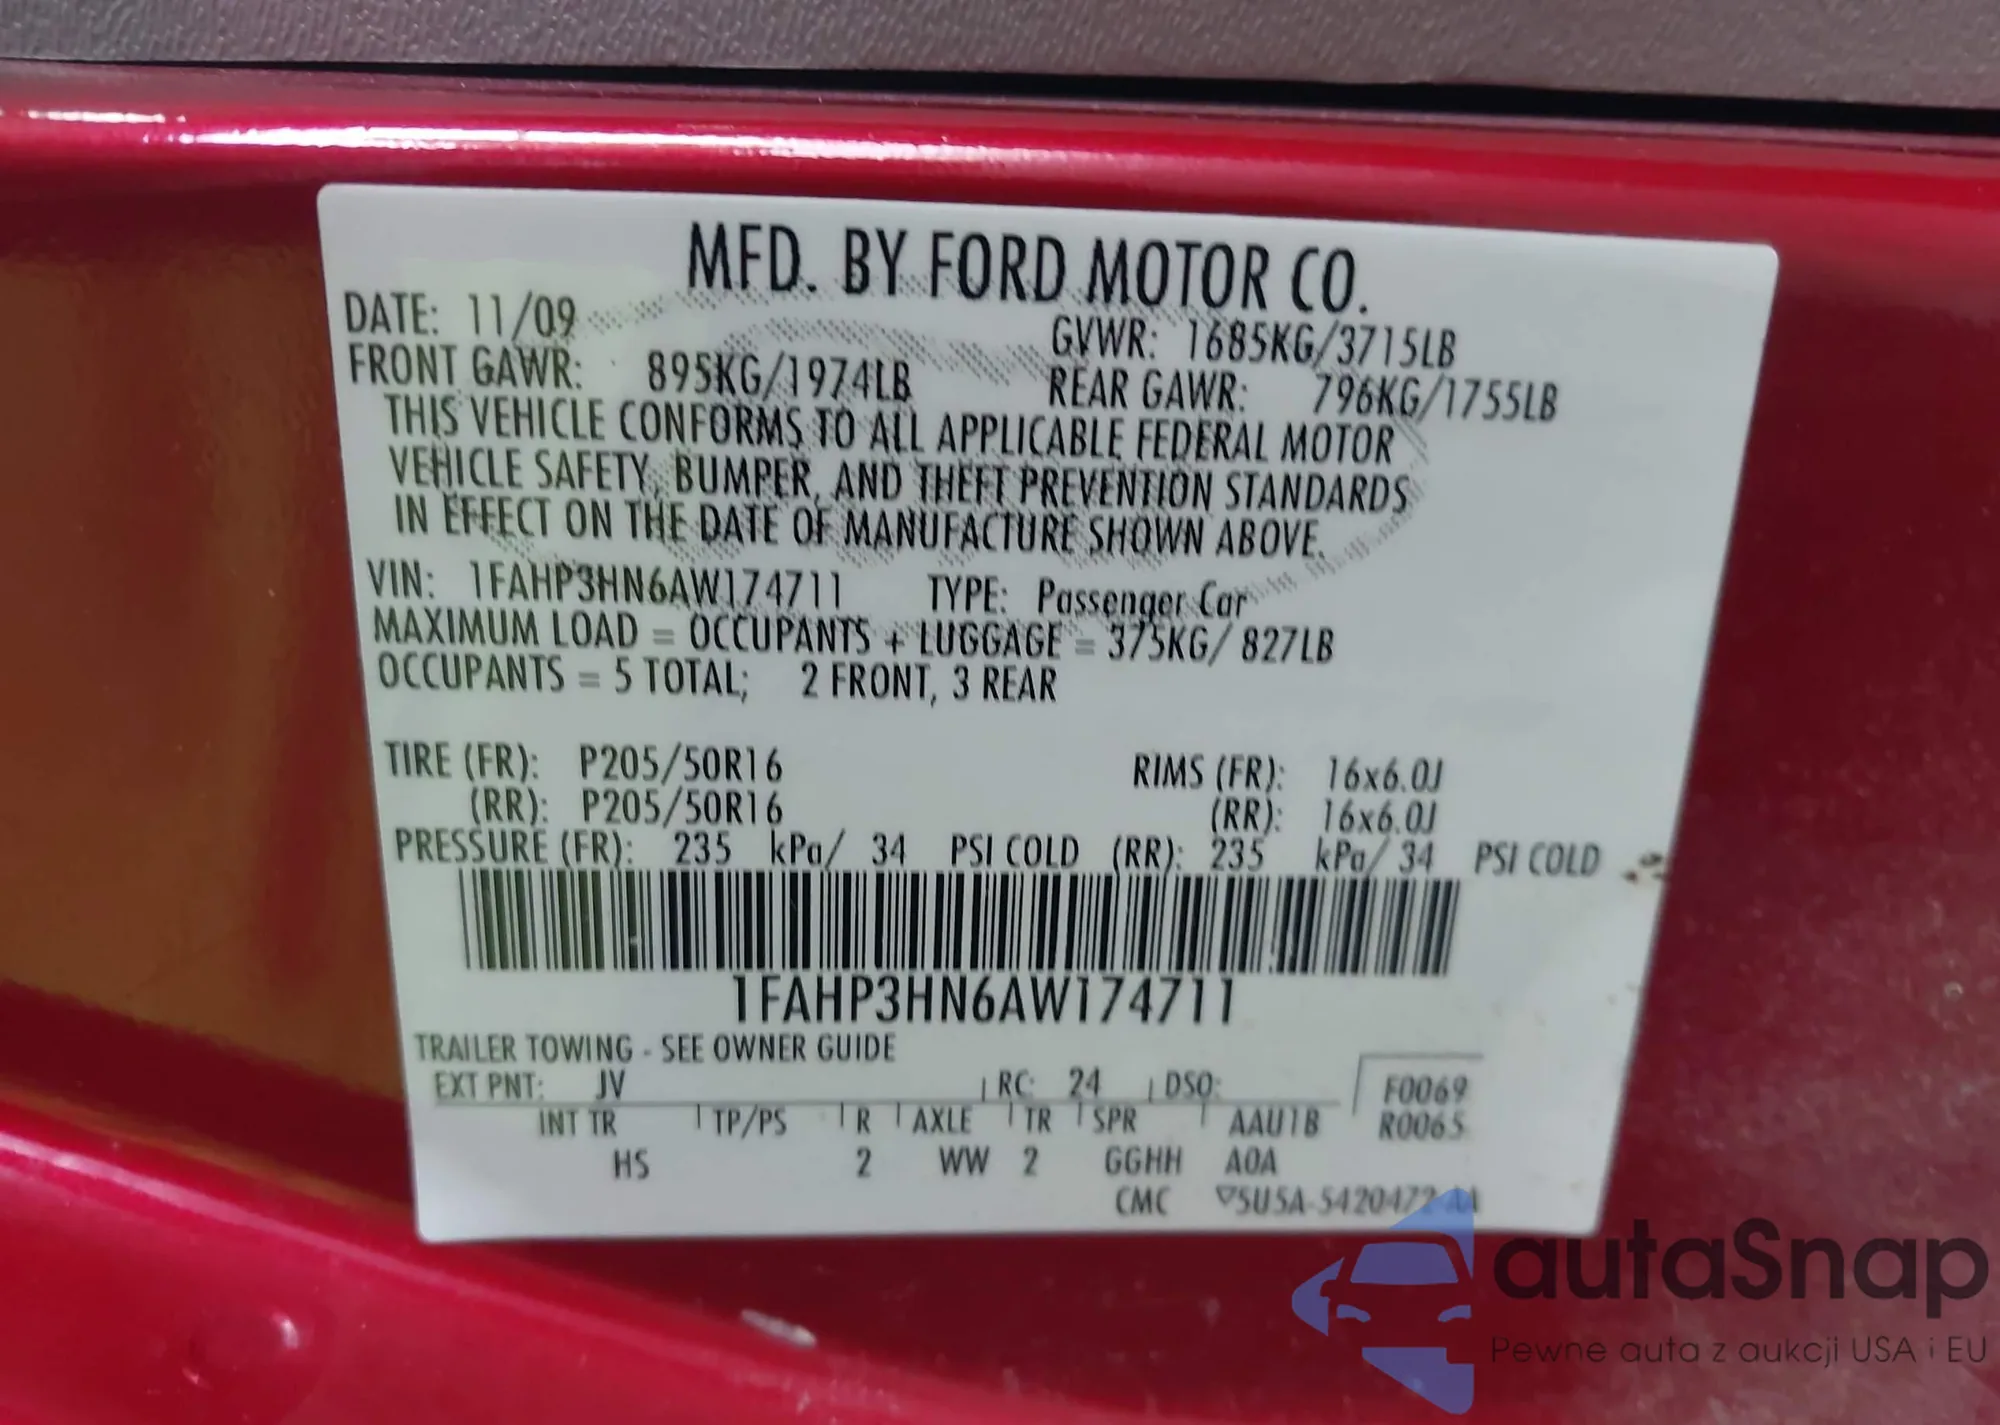 MFD. BY FORD MOTOR CO.
DATE: 11/09 GVWR: 1685KG/3715LB
FRONT GAWR: 895KG/1974LB REAR GAWR: 796KG/1755LB
THIS VEHICLE CONFORMS TO ALL APPLICABLE FEDERAL MOTOR
VEHICLE SAFETY, BUMPER, AND THEFT PREVENTION STANDARDS
IN EFFECT ON THE DATE OF MANUFACTURE SHOWN ABOVE.
VIN: 1FAHP3HN6AW174711 TYPE: Passenger Car
MAXIMUM LOAD = OCCUPANTS + LUGGAGE = 375KG/ 827LB
OCCUPANTS = 5 TOTAL; 2 FRONT, 3 REAR
TIRE (FR): P205/50R16 RIMS (FR): 16x6.0J
(RR): P205/50R16 (RR): 16x6.0J
PRESSURE (FR): 235 kPa/ 34 PSI COLD (RR): 235 kPa/ 34 PSI COLD
1FAHP3HN6AW174711
TRAILER TOWING - SEE OWNER GUIDE
EXT PNT: JV RC: 24 DSO: F0069
INT TR TP/PS R AXLE TR SPR AAU1B R0065
HS 2 WW 2 GGHH A0A
CMC ▽5U5A-5420472-AA
autaSnap
Pewne auta z aukcji USA i EU